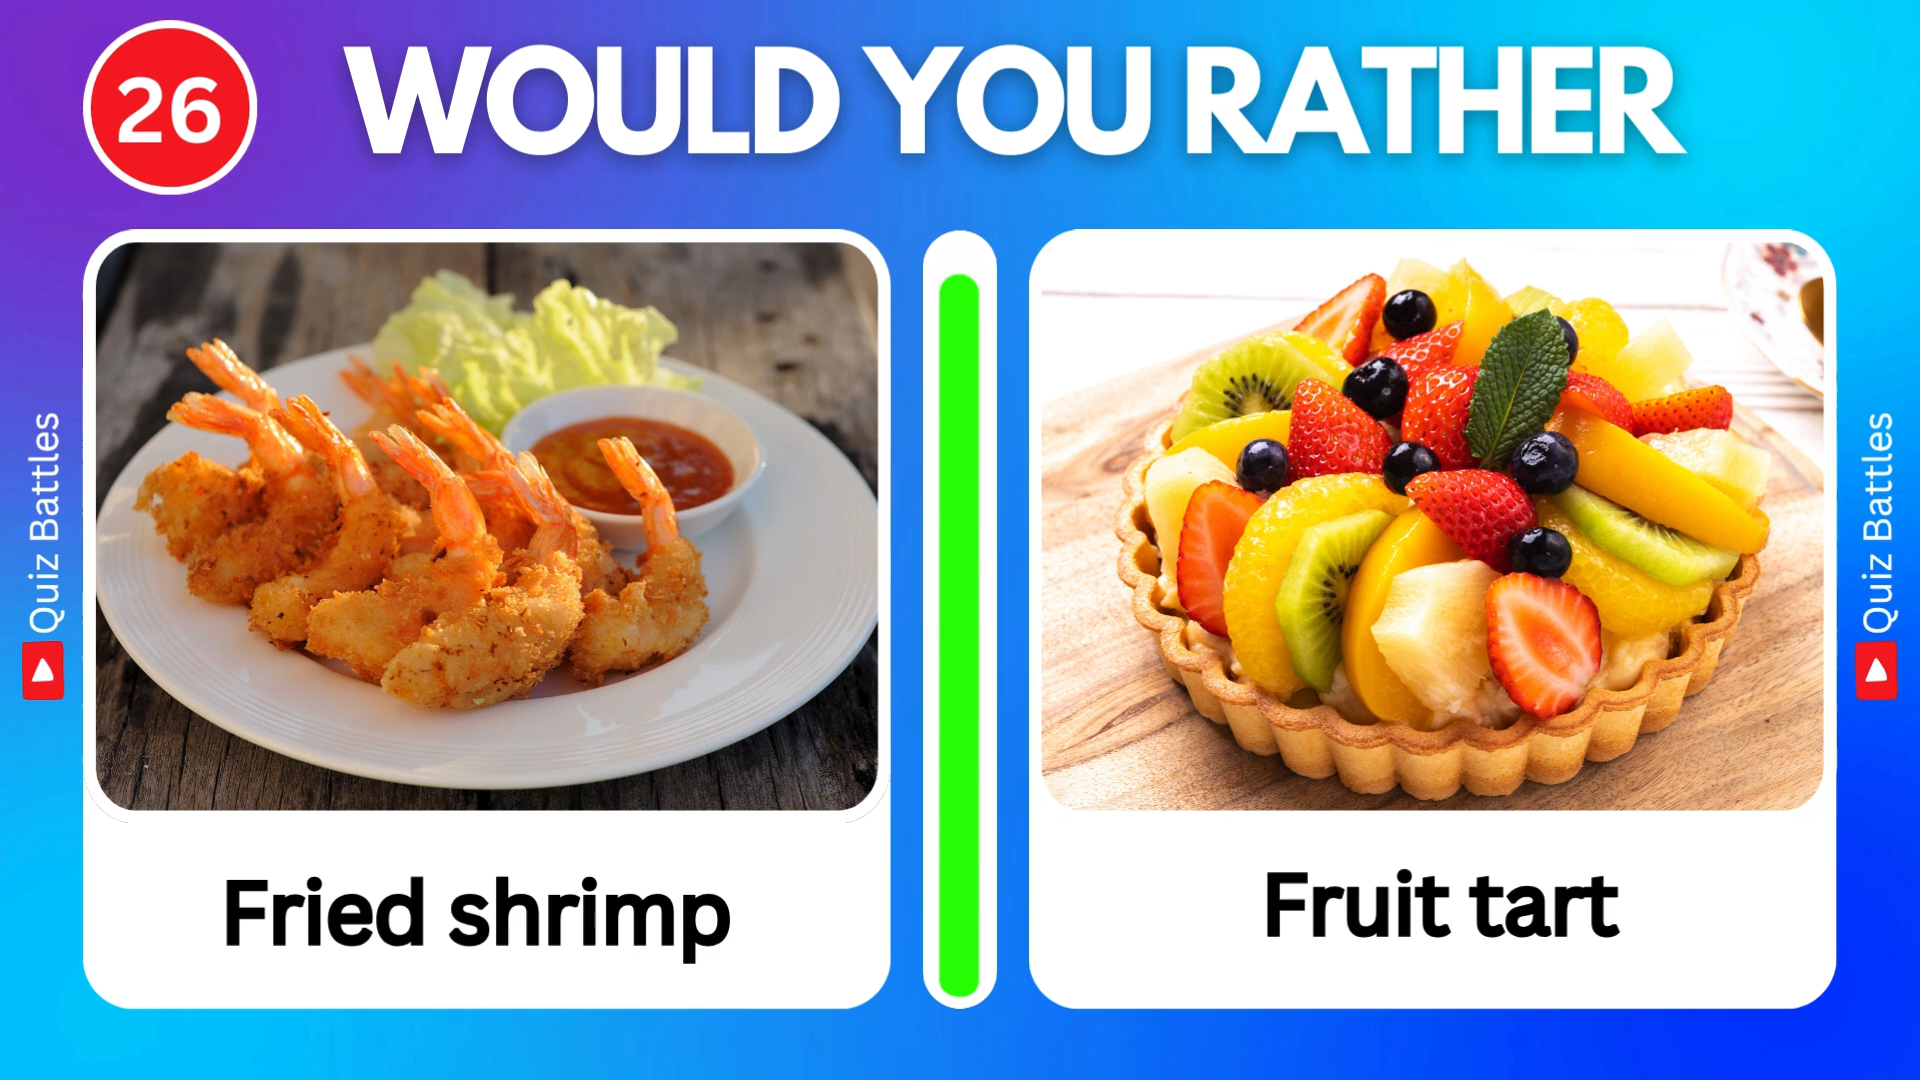 26
WOULD YOU RATHER
Quiz Battles
Fried shrimp
Fruit tart
Quiz Battles